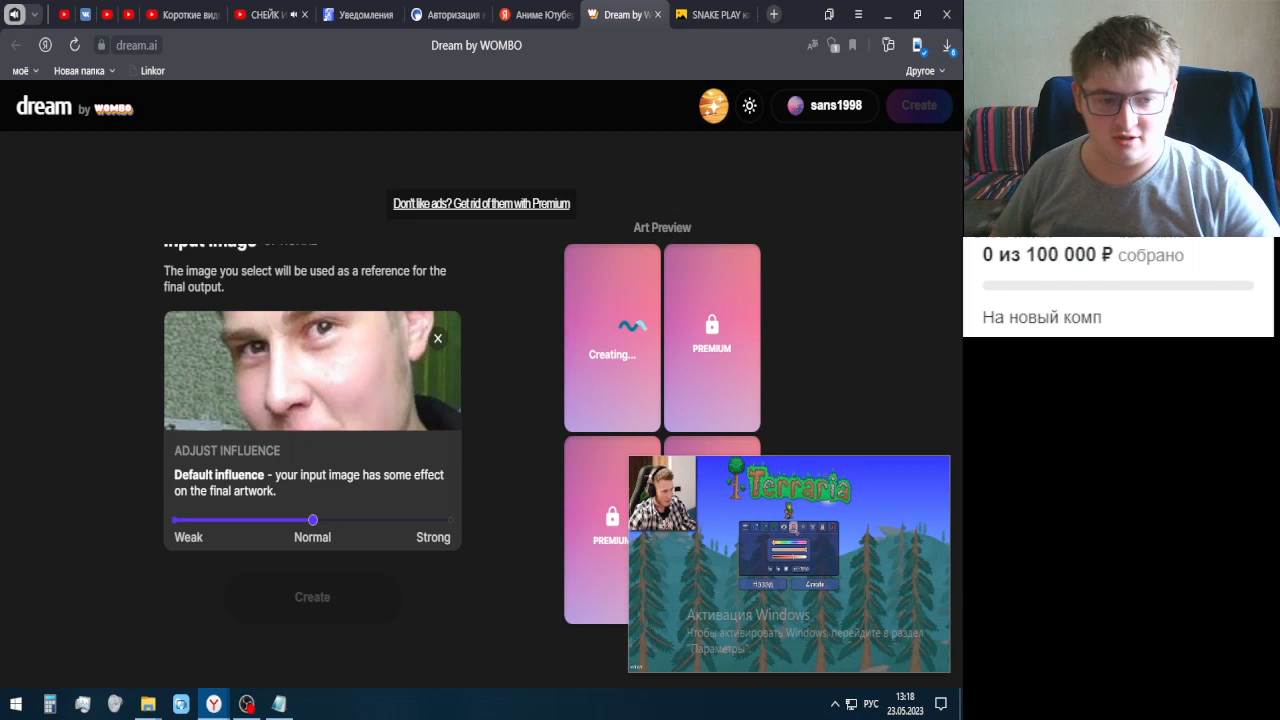 Короткие вид
СНЕЙК И
Уведомления
Авторизация н
Аниме Ютубер
Dream by W
SNAKE PLAY к
dream.ai
Dream by WOMBO
моё
Новая папка
Linkor
Другое
dream by WOMBO
sans1998
Create
Don't like ads? Get rid of them with Premium
Art Preview
The image you select will be used as a reference for the
final output.
Creating...
PREMIUM
ADJUST INFLUENCE
Default influence - your input image has some effect
on the final artwork.
Weak
Normal
Strong
Create
PREMIUM
Terraria
Назад
Активация Windows
Чтобы активировать Windows, перейдите в раздел
"Параметры".
0 из 100 000 ₽ собрано
На новый комп
РУС
13:18
23.05.2023